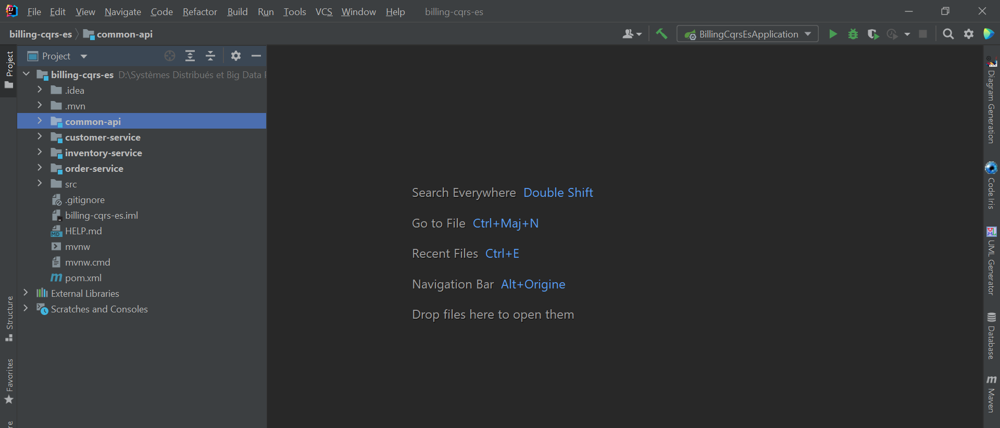 File Edit View Navigate Code Refactor Build Run Tools VCS Window Help billing-cqrs-es
billing-cqrs-es common-api
BillingCqrsEsApplication
Project
Project
billing-cqrs-es D:\Systèmes Distribués et Big Data
.idea
.mvn
common-api
customer-service
inventory-service
order-service
src
.gitignore
billing-cqrs-es.iml
HELP.md
mvnw
mvnw.cmd
pom.xml
External Libraries
Scratches and Consoles
Structure
Favorites
Search Everywhere Double Shift
Go to File Ctrl+Maj+N
Recent Files Ctrl+E
Navigation Bar Alt+Origine
Drop files here to open them
Diagram Generation
Code Iris
UML Generator
Database
Maven